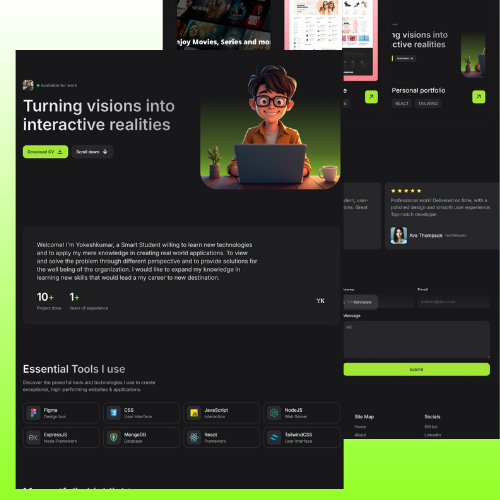 njoy Movies, Series and mo
ng visions into
ctive realities
Personal portfolio
REACT
TAILWIND
Available for work
Turning visions into
interactive realities
Download CV
Scroll down
Professional work! Delivered on time, with a
polished design and smooth user experience.
Top-notch developer.
Ava Thompson
Welcome! I'm Yokeshkumar, a Smart Student willing to learn new technologies
and to apply my mere knowledge in creating real world applications. To view
and solve the problem through different perspective and to provide solutions for
the well being of the organization. I would like to expand my knowledge in
learning new skills that would lead my career to new destination.
10+
Project done
1+
Years of experience
YK
Message
Submit
Essential Tools I use
Discover the powerful tools and technologies I use to create
exceptional, high-performing websites & applications.
Figma
Design tool
CSS
User Interface
JavaScript
Interaction
NodeJS
Web Server
ExpressJS
Node Framework
MongoDB
Database
React
Framework
TailwindCSS
User Interface
Site Map
Home
About
Socials
GitHub
LinkedIn